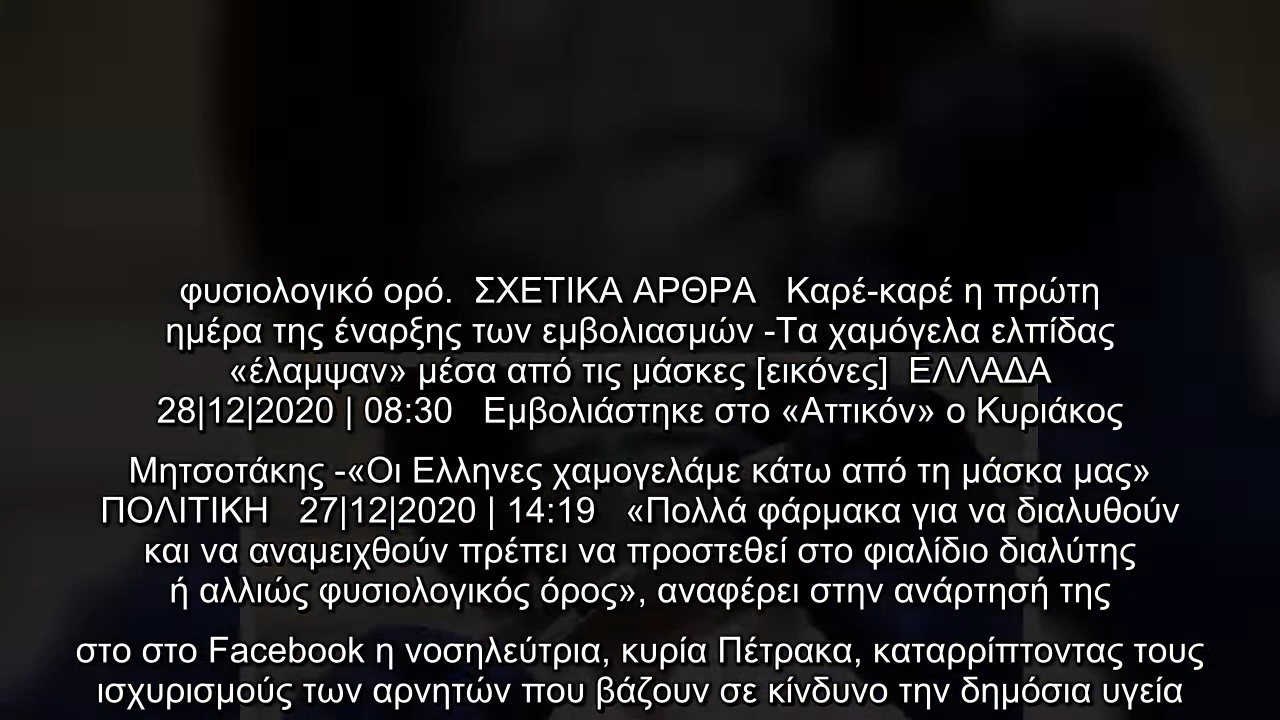 φυσιολογικό ορό.  ΣΧΕΤΙΚΑ ΑΡΘΡΑ   Καρέ-καρέ η πρώτη
ημέρα της έναρξης των εμβολιασμών -Τα χαμόγελα ελπίδας
«έλαμψαν» μέσα από τις μάσκες [εικόνες]  ΕΛΛΑΔΑ
28|12|2020 | 08:30   Εμβολιάστηκε στο «Αττικόν» ο Κυριάκος
Μητσοτάκης -«Οι Ελληνες χαμογελάμε κάτω από τη μάσκα μας»
ΠΟΛΙΤΙΚΗ   27|12|2020 | 14:19   «Πολλά φάρμακα για να διαλυθούν
και να αναμειχθούν πρέπει να προστεθεί στο φιαλίδιο διαλύτης
ή αλλιώς φυσιολογικός όρος», αναφέρει στην ανάρτησή της
στο στο Facebook η νοσηλεύτρια, κυρία Πέτρακα, καταρρίπτοντας τους
ισχυρισμούς των αρνητών που βάζουν σε κίνδυνο την δημόσια υγεία